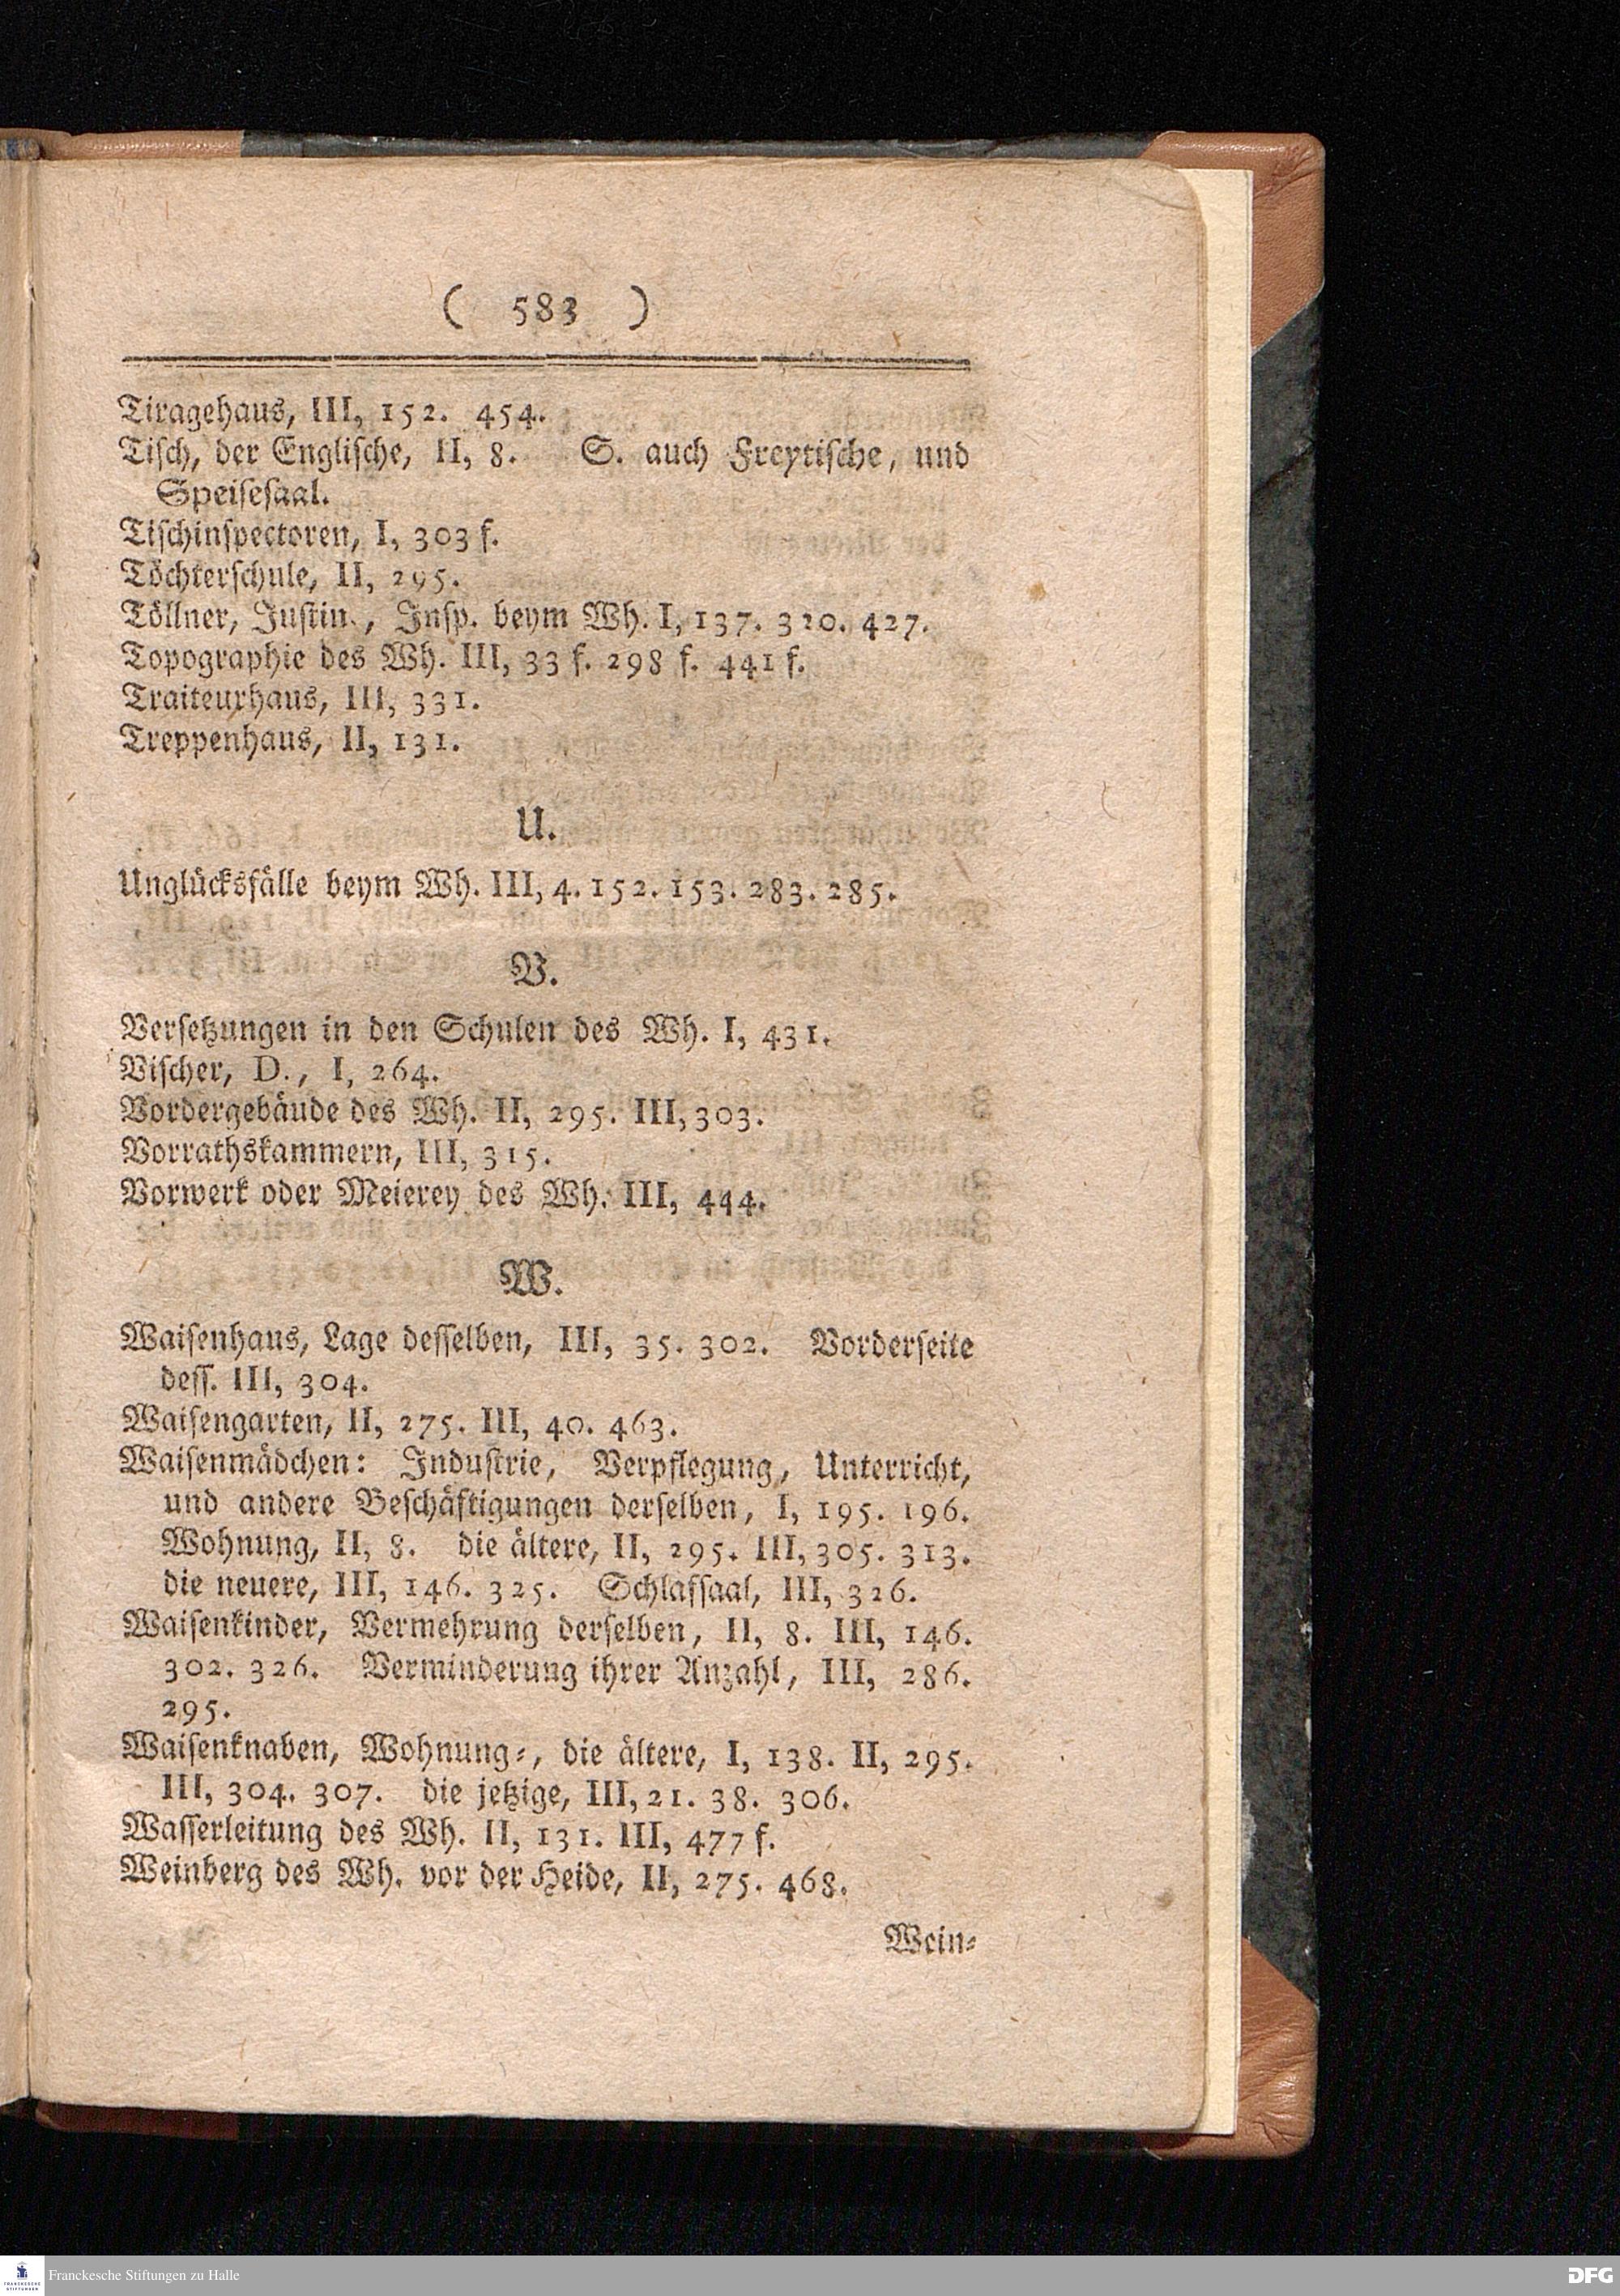 ( 583 )
Tiragehaus, III, 152. 454.
Tisch, der Englische, II, 8. S. auch Freytische, und
Speisesaal.
Tischinspectoren, I, 303 f.
Töchterschule, II, 295.
Töllner, Justin., Insp. beym Wh. I, 137. 320. 427.
Topographie des Wh. III, 33 f. 298 f. 441 f.
Traiteurhaus, III, 331.
Treppenhaus, II, 131.
U.
Unglücksfälle beym Wh. III, 4. 152. 153. 283. 285.
V.
Versetzungen in den Schulen des Wh. I, 431.
Vischer, D., I, 264.
Vordergebäude des Wh. II, 295. III, 303.
Vorrathskammern, III, 315.
Vorwerk oder Meierey des Wh. III, 444.
W.
Waisenhaus, Lage desselben, III, 35. 302. Vorderseite
dess. III, 304.
Waisengarten, II, 275. III, 40. 463.
Waisenmädchen: Industrie, Verpflegung, Unterricht,
und andere Beschäftigungen derselben, I, 195. 196.
Wohnung, II, 8. die ältere, II, 295. III, 305. 313.
die neuere, III, 146. 325. Schlafsaal, III, 326.
Waisenkinder, Vermehrung derselben, II, 8. III, 146.
302. 326. Verminderung ihrer Anzahl, III, 286.
295.
Waisenknaben, Wohnung-, die ältere, I, 138. II, 295.
III, 304. 307. die jetzige, III, 21. 38. 306.
Wasserleitung des Wh. II, 131. III, 477 f.
Weinberg des Wh. vor der Heide, II, 275. 468.
Wein-
FRANCKESCHE
STIFTUNGEN
Franckesche Stiftungen zu Halle
DFG